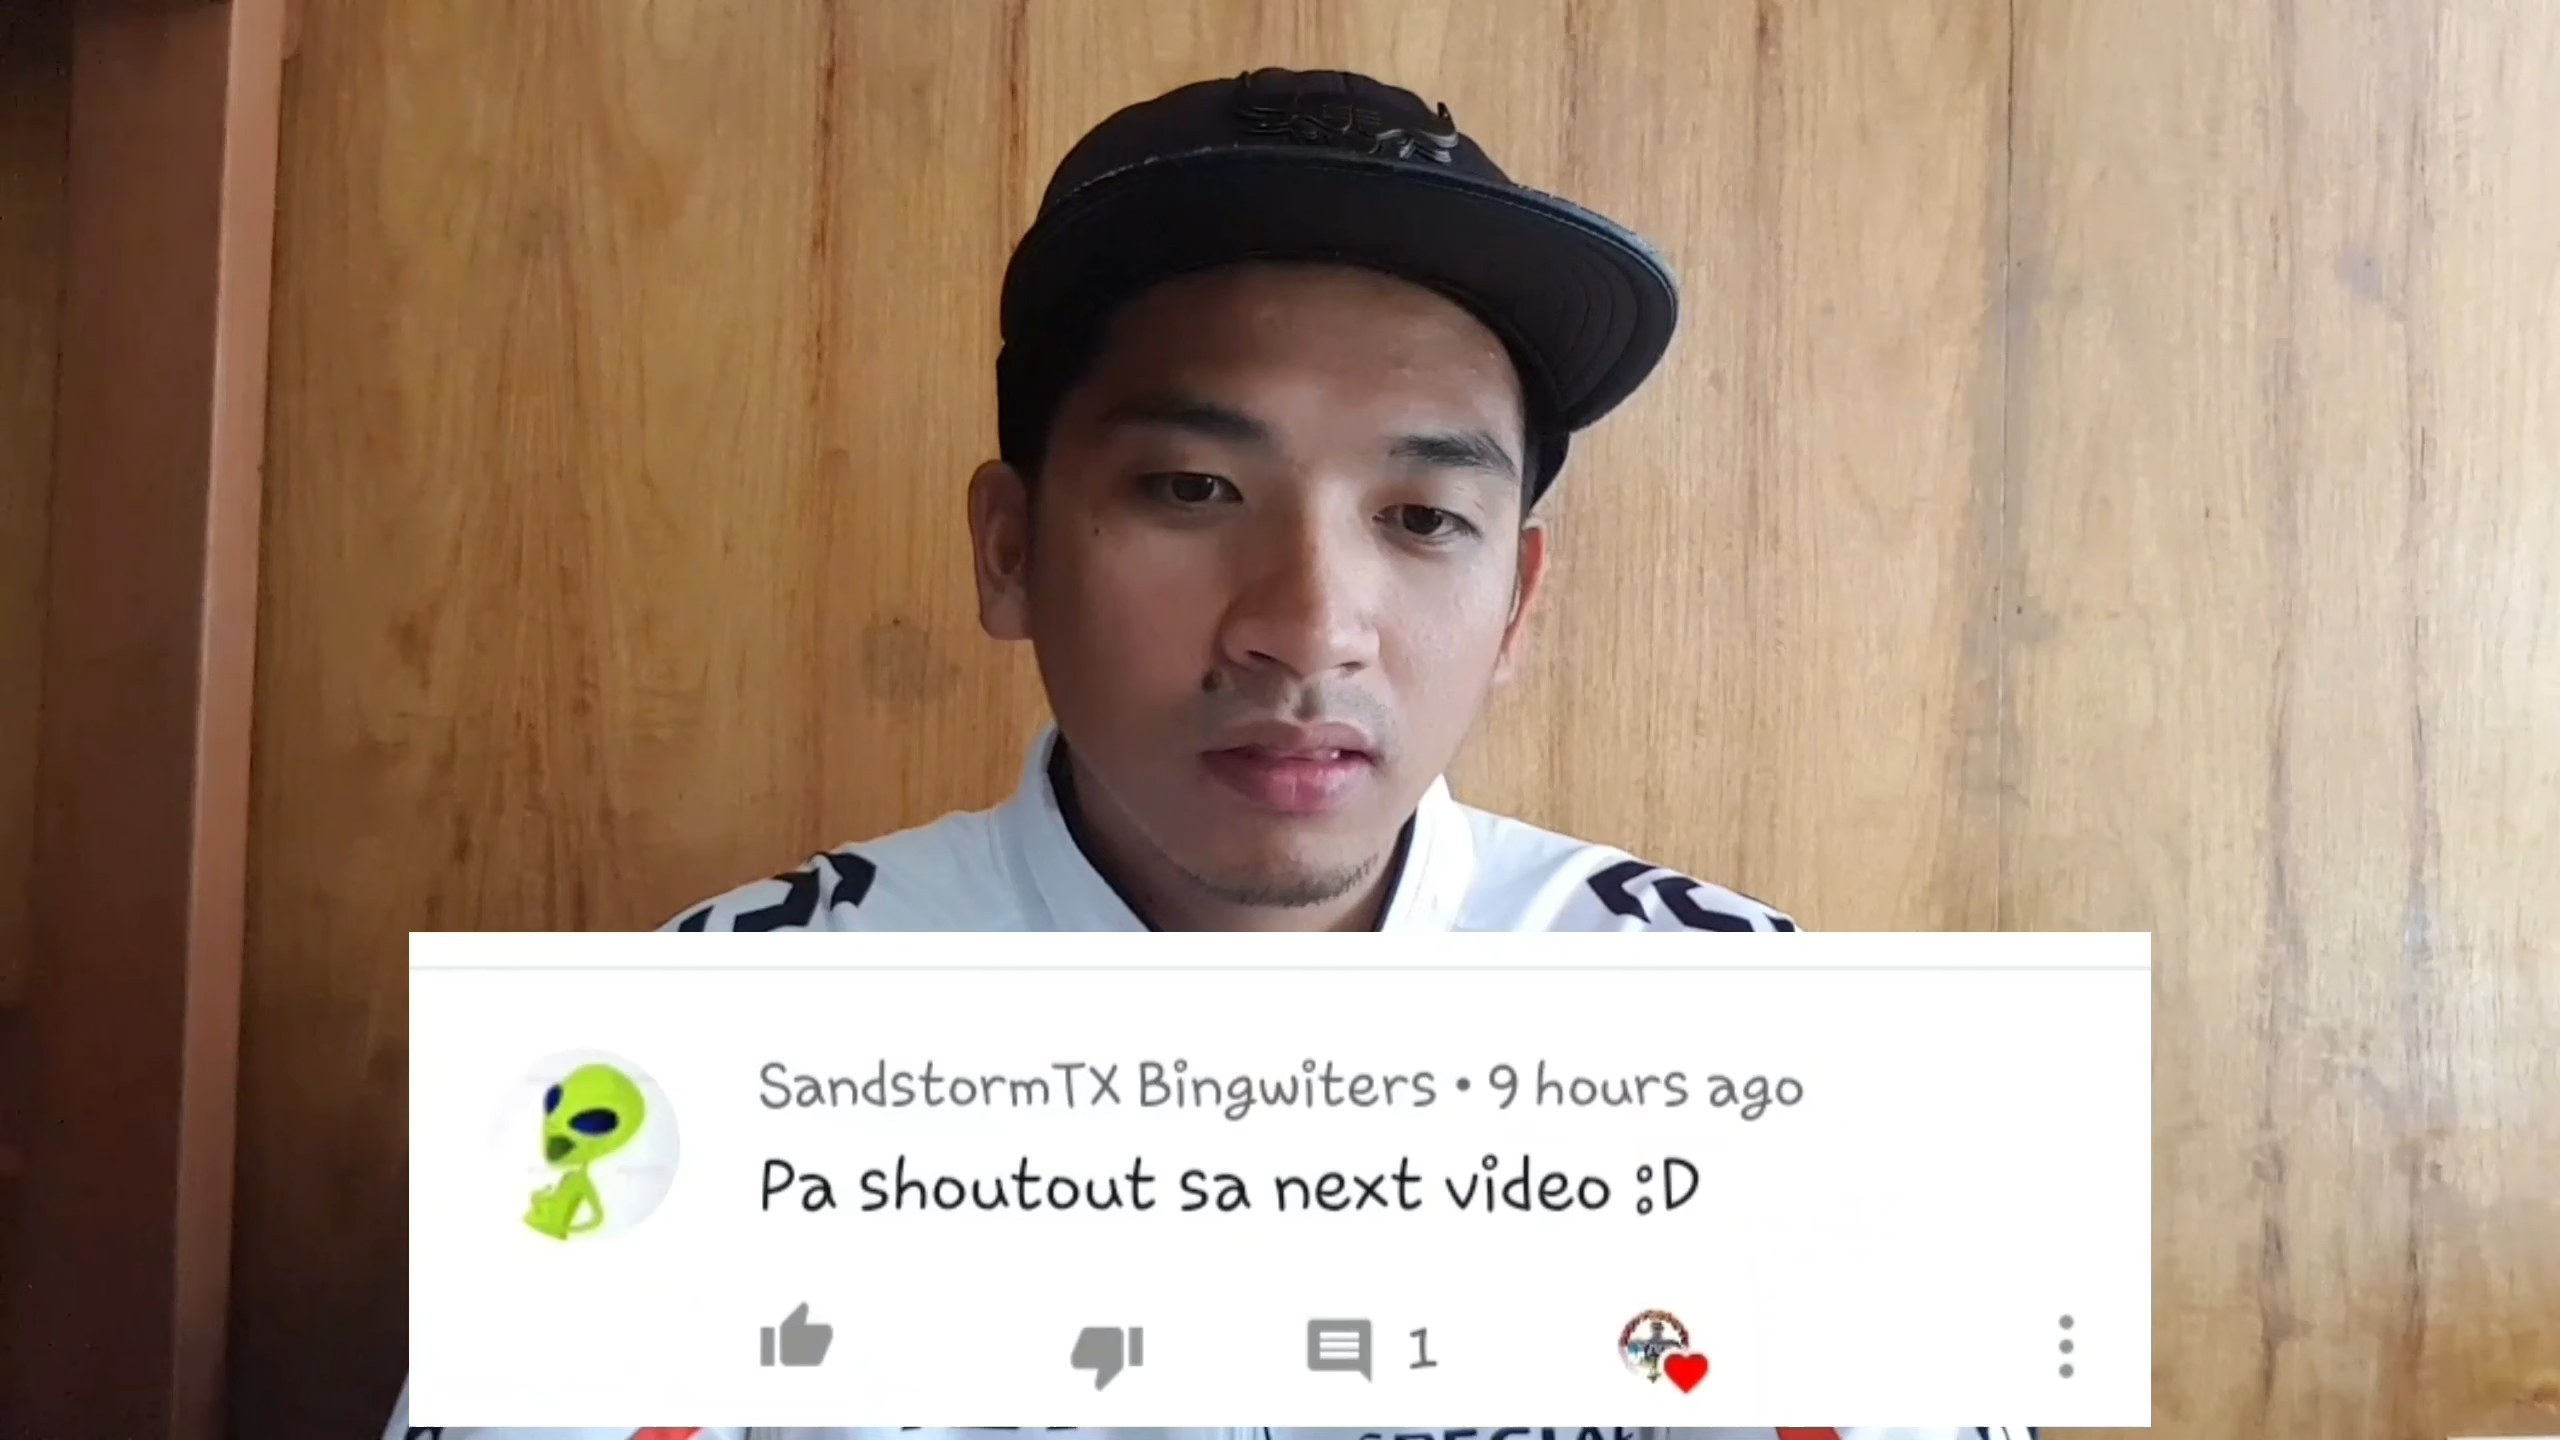 SandstormTX Bingwiters • 9 hours ago
Pa shoutout sa next video :D
1